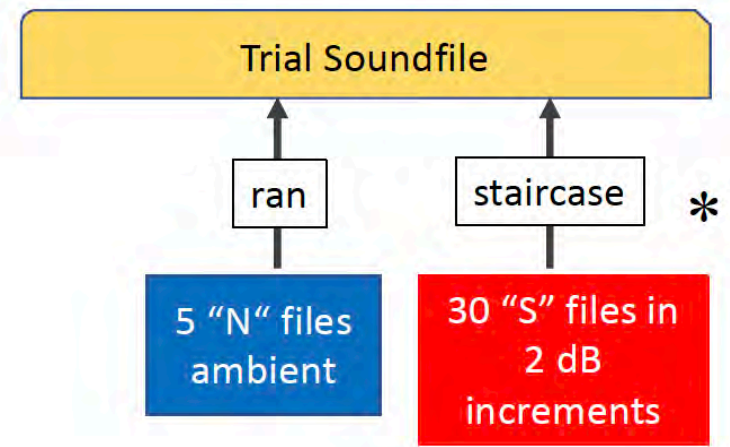 Trial Soundfile
ran
staircase
*
5 “N“ files
ambient
30 “S” files in
2 dB
increments